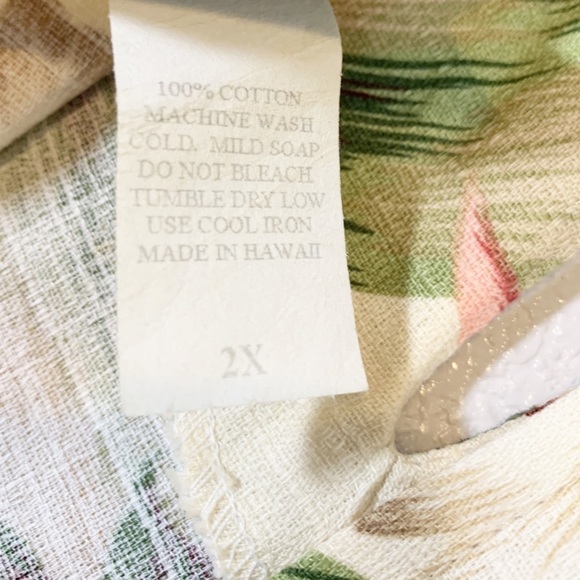 100% COTTON
MACHINE WASH
COLD. MILD SOAP.
DO NOT BLEACH
TUMBLE DRY LOW
USE COOL IRON
MADE IN HAWAII
2X